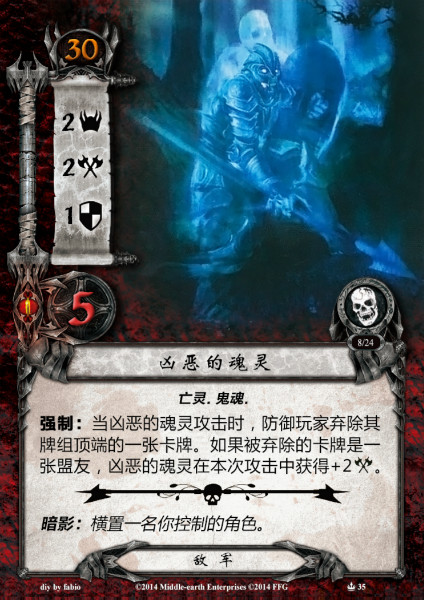 30
2
2
1
5
8/24
凶恶的魂灵
亡灵. 鬼魂.
强制：当凶恶的魂灵攻击时，防御玩家弃除其
牌组顶端的一张卡牌。如果被弃除的卡牌是一
张盟友，凶恶的魂灵在本次攻击中获得+2。
暗影：横置一名你控制的角色。
敌军
diy by fabio ©2014 Middle-earth Enterprises ©2014 FFG 35